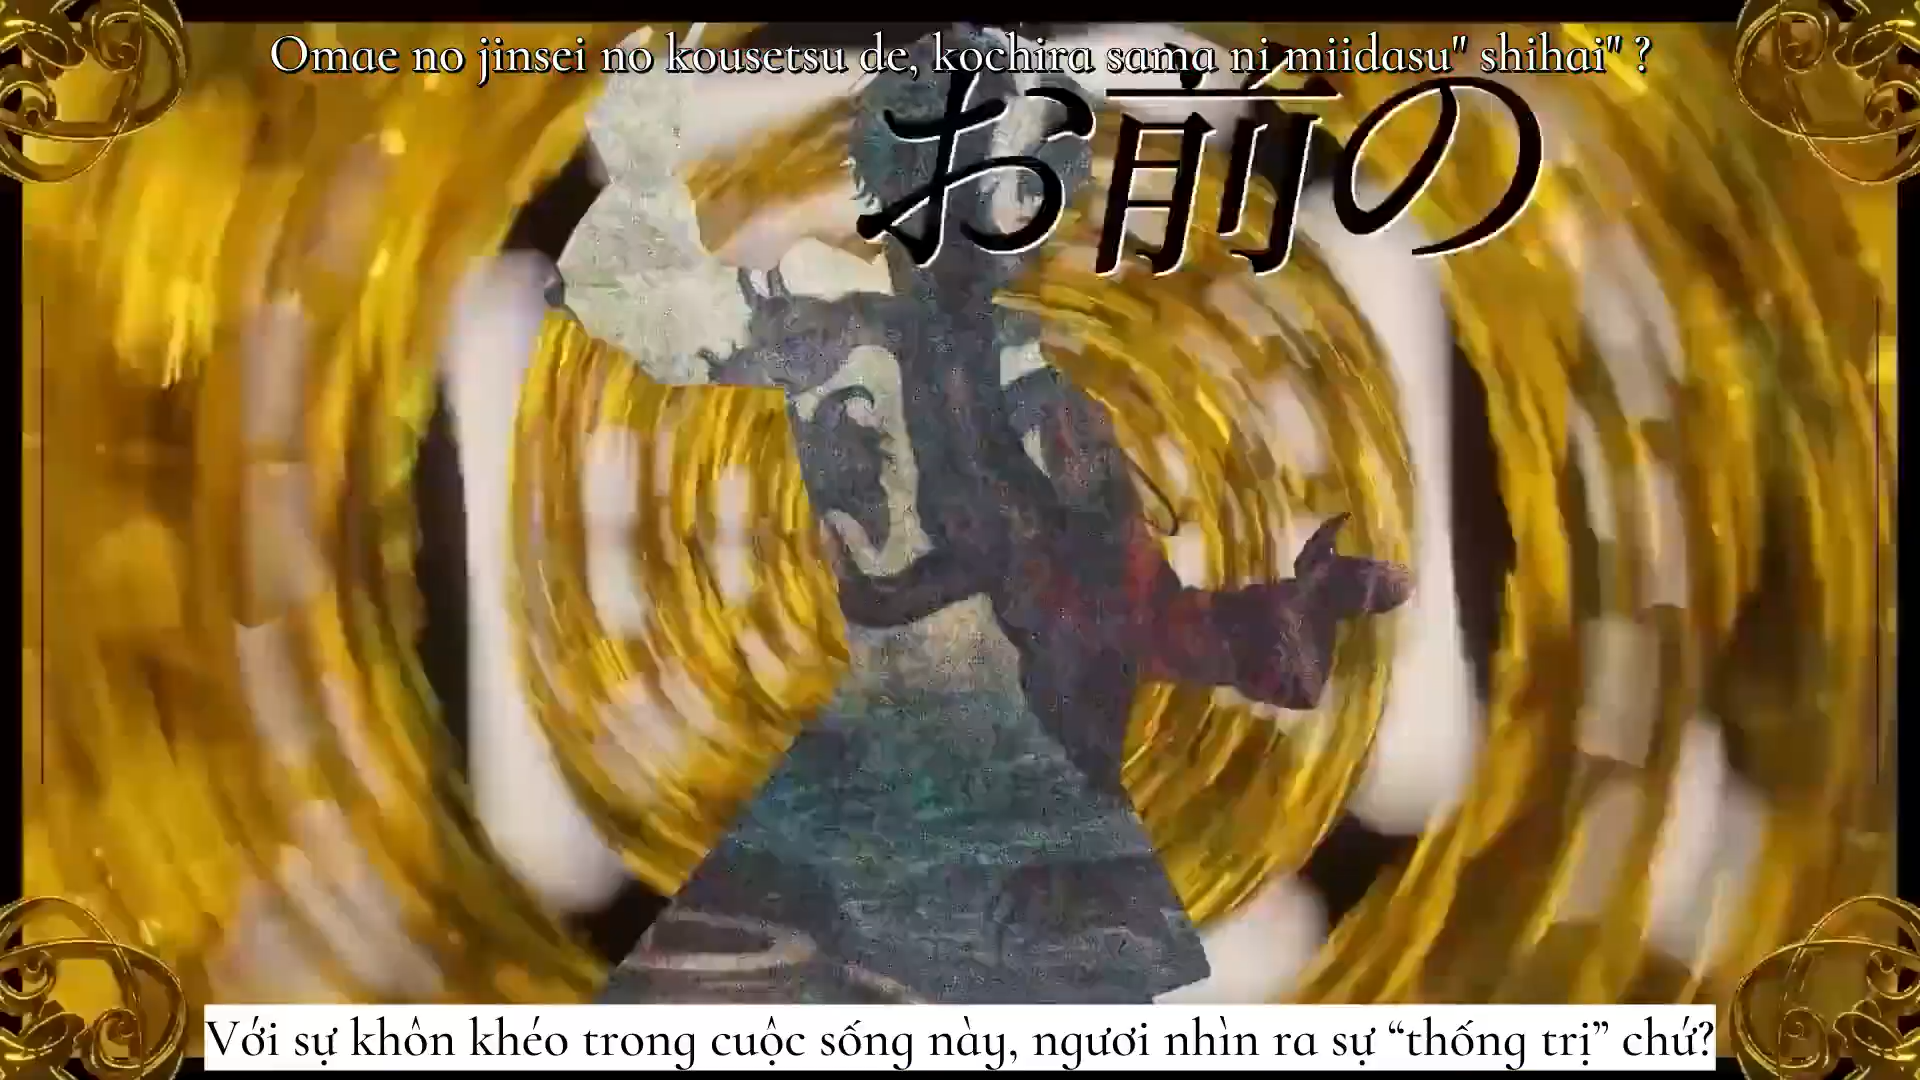 Omae no jinsei no kousetsu de, kochira sama ni miidasu" shihai" ?
お前の
Với sự khôn khéo trong cuộc sống này, ngươi nhìn ra sự “thống trị” chứ?